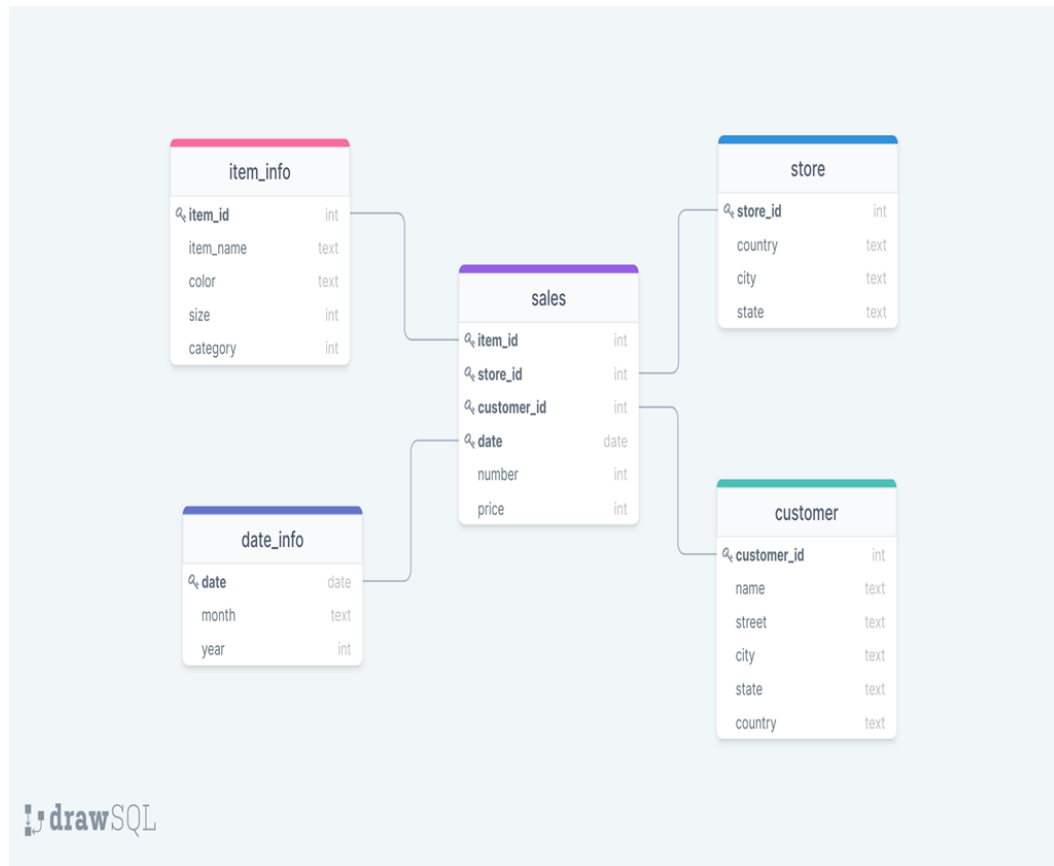 item_info
item_id int
item_name text
color text
size int
category int
store
store_id int
country text
city text
state text
sales
item_id int
store_id int
customer_id int
date date
number int
price int
date_info
date date
month text
year int
customer
customer_id int
name text
street text
city text
state text
country text
drawSQL